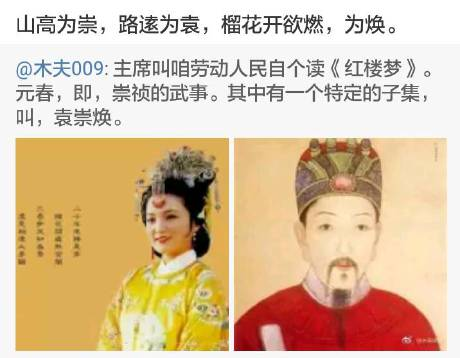 山高为崇，路遠为袁，榴花开欲燃，为焕。
@木夫009: 主席叫咱劳动人民自个读《红楼梦》。
元春，即，崇祯的武事。其中有一个特定的子集，
叫，袁崇焕。